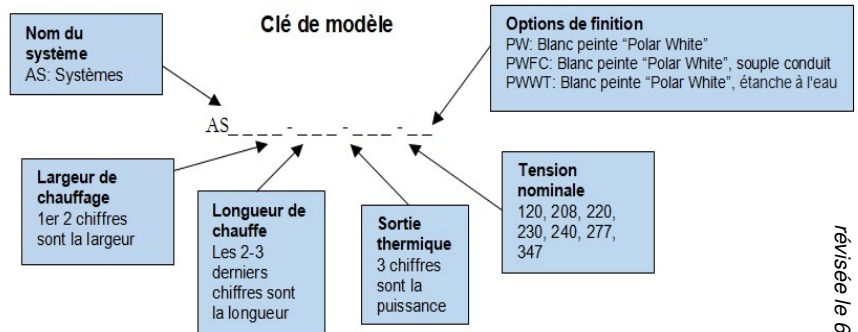 Clé de modèle
Nom du
système
AS: Systèmes
Options de finition
PW: Blanc peinte “Polar White”
PWFC: Blanc peinte “Polar White”, souple conduit
PWWT: Blanc peinte “Polar White”, étanche à l'eau
AS_ _ _ _ - _ _ _ - _ _ _ - _ _
Largeur de
chauffage
1er 2 chiffres
sont la largeur
Longueur de
chauffe
Les 2-3
derniers
chiffres sont
la longueur
Sortie
thermique
3 chiffres
sont la
puissance
Tension
nominale
120, 208, 220,
230, 240, 277,
347
révisée le 6